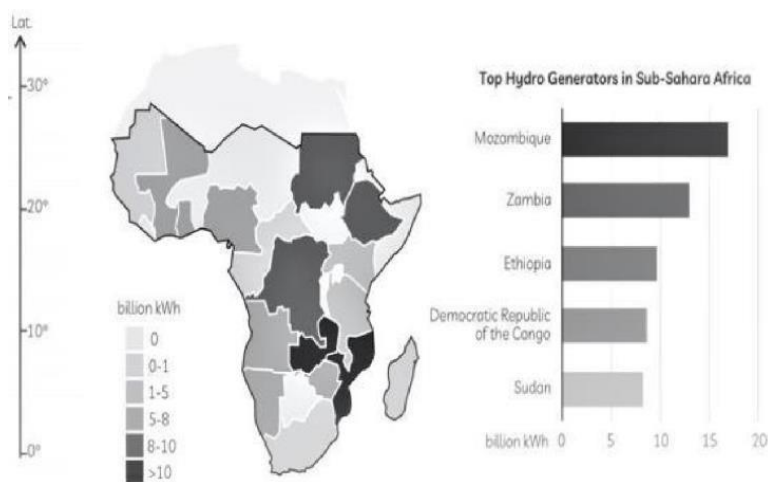 Lat.
30°
20°
10°
0°
billion kWh
0
0-1
1-5
5-8
8-10
>10
Top Hydro Generators in Sub-Sahara Africa
Mozambique
Zambia
Ethiopia
Democratic Republic
of the Congo
Sudan
billion kWh 0 5 10 15 20